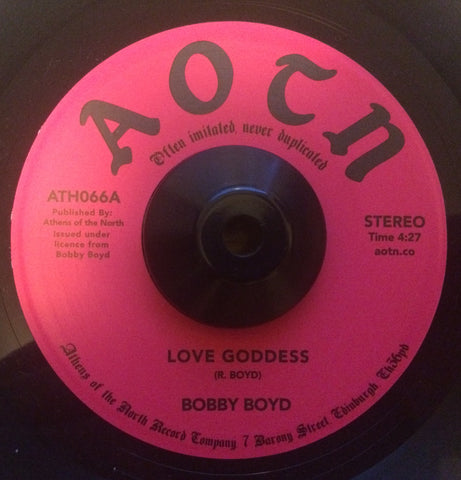 AOTN
Often imitated, never duplicated
ATH066A
Published By:
Athens of the North
issued under
licence from
Bobby Boyd
STEREO
Time 4:27
aotn.co
LOVE GODDESS
(R. BOYD)
BOBBY BOYD
Athens of the North Record Company, 7 Barony Street, Edinburgh